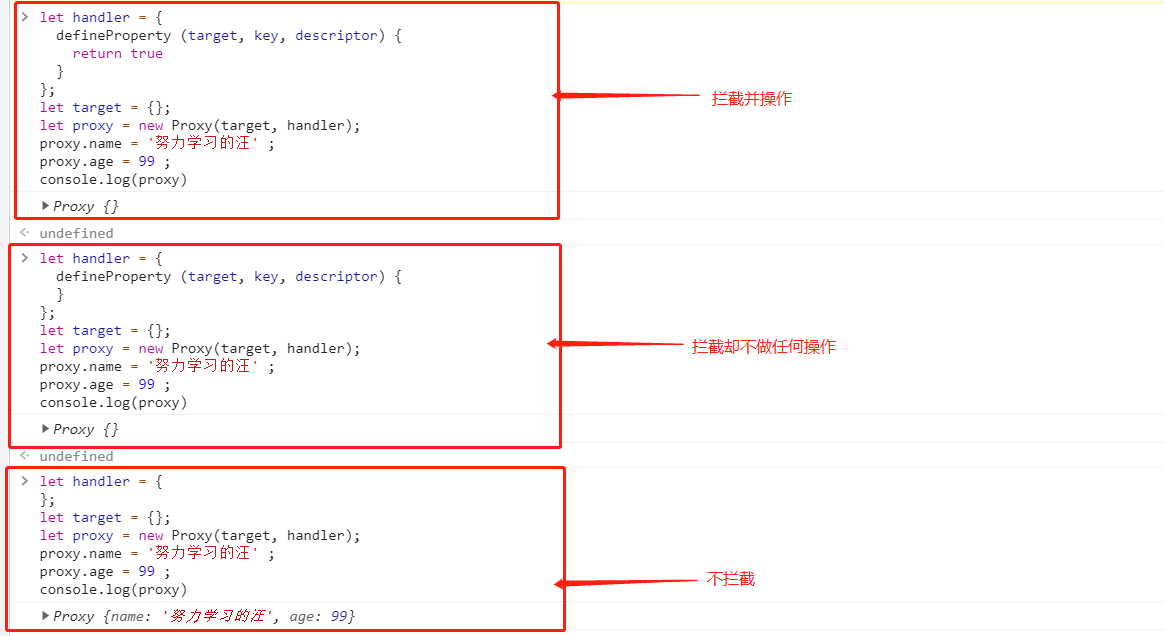 > let handler = {
defineProperty (target, key, descriptor) {
return true
}
};
let target = {};
let proxy = new Proxy(target, handler);
拦截并操作
proxy.name = '努力学习的汪' ;
proxy.age = 99 ;
console.log(proxy)
▶Proxy {}
<· undefined
> let handler = {
defineProperty (target, key, descriptor) {
}
};
let target = {};
let proxy = new Proxy(target, handler);
拦截却不做任何操作
proxy.name = '努力学习的汪' ;
proxy.age = 99 ;
console.log(proxy)
▶Proxy {}
<· undefined
> let handler = {
};
let target = {};
let proxy = new Proxy(target, handler);
proxy.name = '努力学习的汪' ;
proxy.age = 99 ;
不拦截
console.log(proxy)
▶Proxy {name: '努力学习的汪', age: 99}